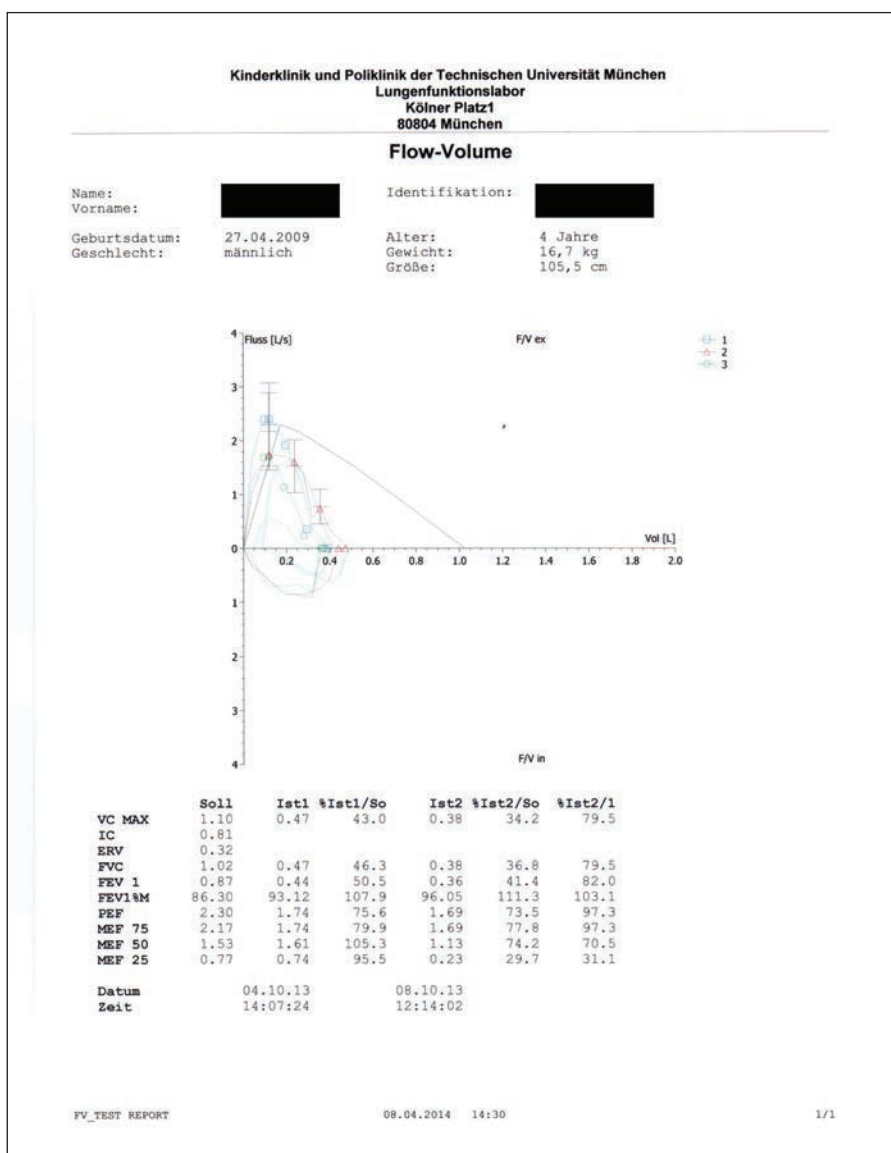 Kinderklinik und Poliklinik der Technischen Universität München
Lungenfunktionslabor
Kölner Platz1
80804 München
Flow-Volume
Name:
Vorname:
Identifikation:
Geburtsdatum: 27.04.2009 Alter: 4 Jahre
Geschlecht: männlich Gewicht: 16,7 kg
Größe: 105,5 cm
4 Fluss [L/s] F/V ex 1
2
3
3
2
1
Vol [L]
0 0.2 0.4 0.6 0.8 1.0 1.2 1.4 1.6 1.8 2.0
1
2
3
4 F/V in
Soll Ist1 %Ist1/So Ist2 %Ist2/So %Ist2/1
VC MAX 1.10 0.47 43.0 0.38 34.2 79.5
IC 0.81
ERV 0.32
FVC 1.02 0.47 46.3 0.38 36.8 79.5
FEV 1 0.87 0.44 50.5 0.36 41.4 82.0
FEV1%M 86.30 93.12 107.9 96.05 111.3 103.1
PEF 2.30 1.74 75.6 1.69 73.5 97.3
MEF 75 2.17 1.74 79.9 1.69 77.8 97.3
MEF 50 1.53 1.61 105.3 1.13 74.2 70.5
MEF 25 0.77 0.74 95.5 0.23 29.7 31.1
Datum 04.10.13 08.10.13
Zeit 14:07:24 12:14:02
FV_TEST REPORT 08.04.2014 14:30 1/1